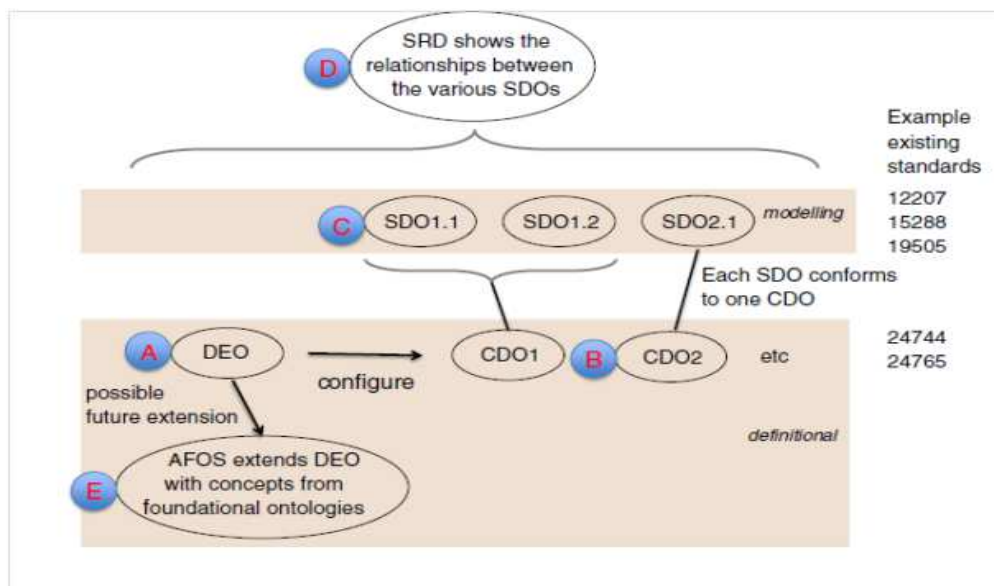 D
SRD shows the
relationships between
the various SDOs
Example
existing
standards
C
SDO1.1
SDO1.2
SDO2.1
modelling
12207
15288
19505
Each SDO conforms
to one CDO
A
DEO
configure
CDO1
B
CDO2
etc
24744
24765
possible
future extension
definitional
E
AFOS extends DEO
with concepts from
foundational ontologies